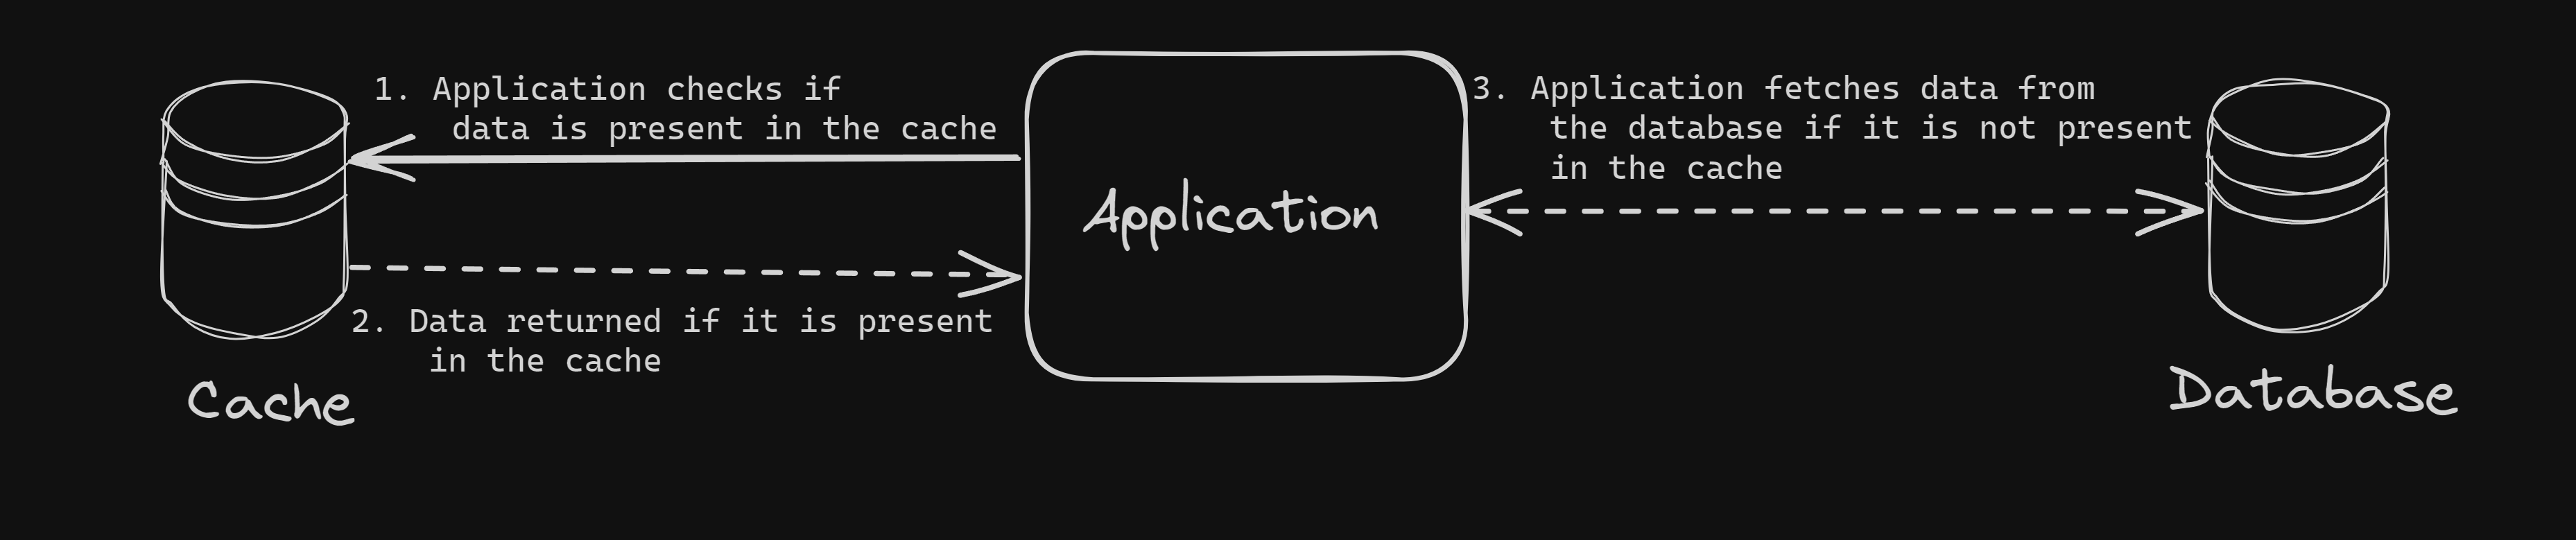 1. Application checks if
data is present in the cache
2. Data returned if it is present
in the cache
Cache
Application
3. Application fetches data from
the database if it is not present
in the cache
Database